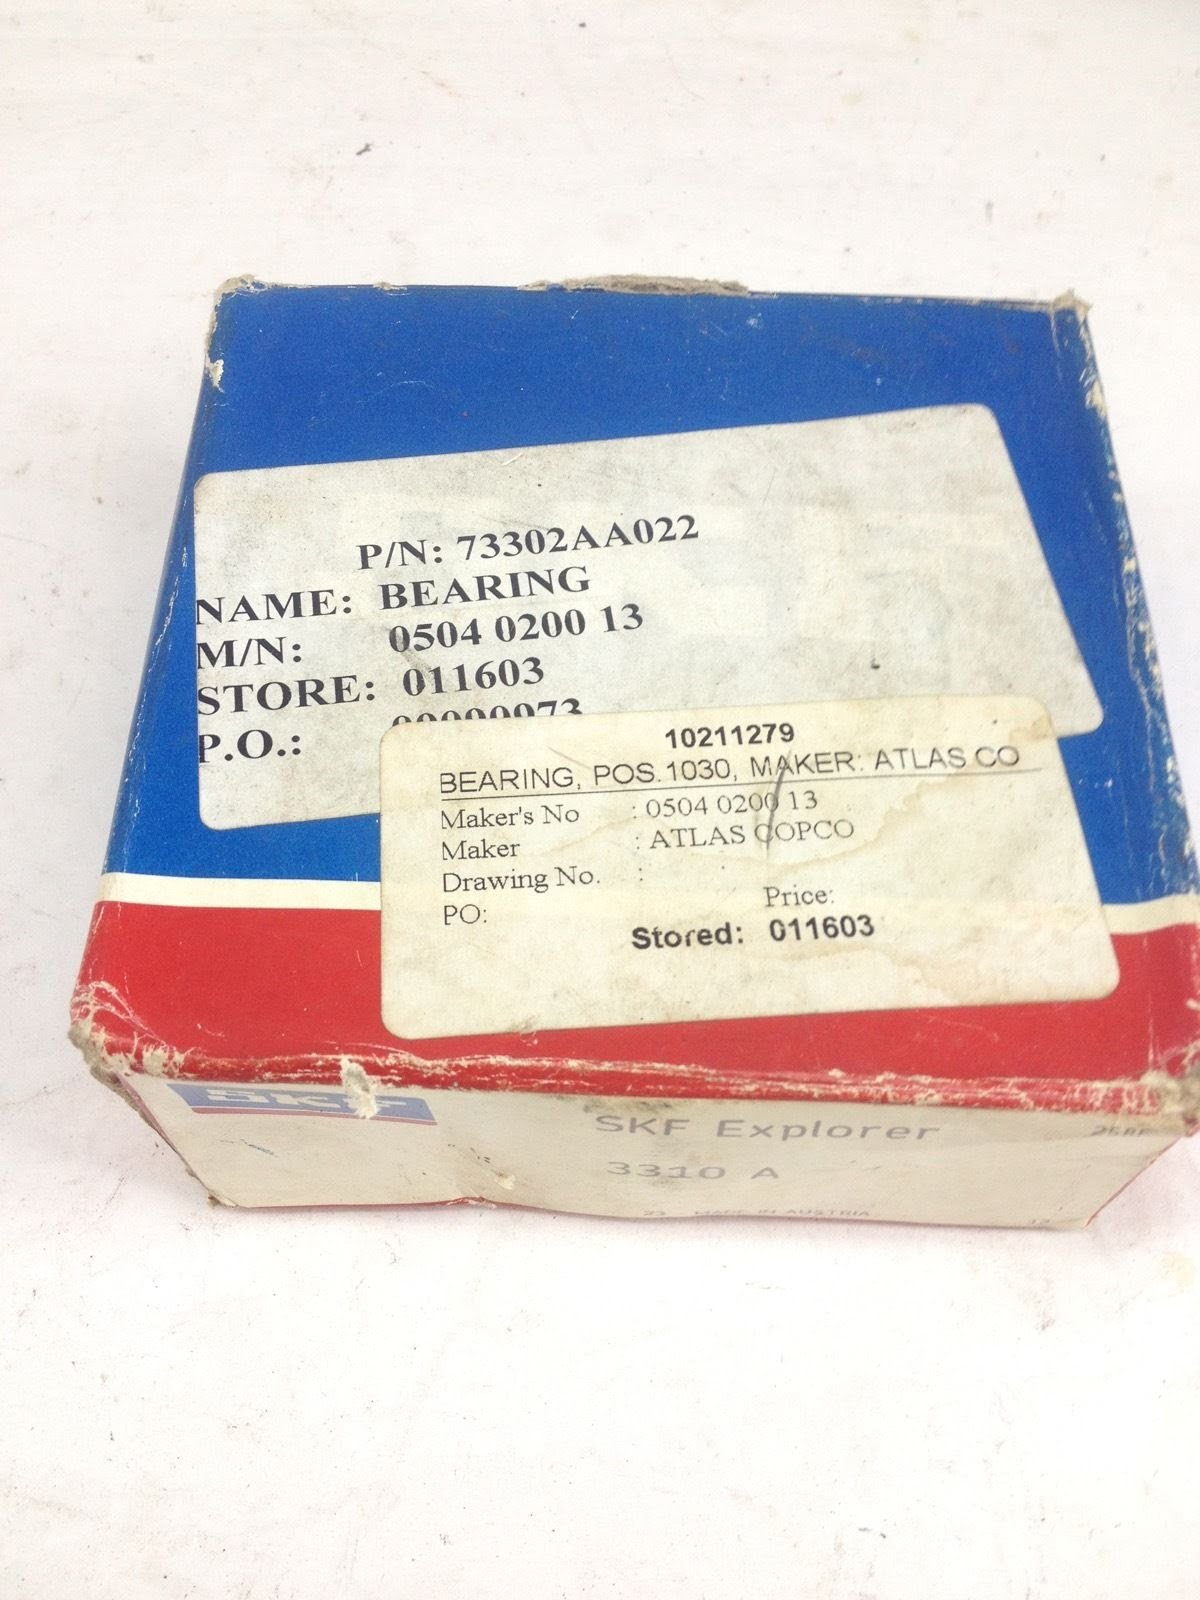 P/N: 73302AA022
NAME: BEARING
M/N: 0504 0200 13
STORE: 011603
P.O.:
10211279
BEARING, POS.1030, MAKER: ATLAS CO
Maker's No : 0504 0200 13
Maker : ATLAS COPCO
Drawing No. :
PO: Price:
Stored: 011603
SKF
SKF Explorer
3310 A
23 MADE IN AUSTRIA